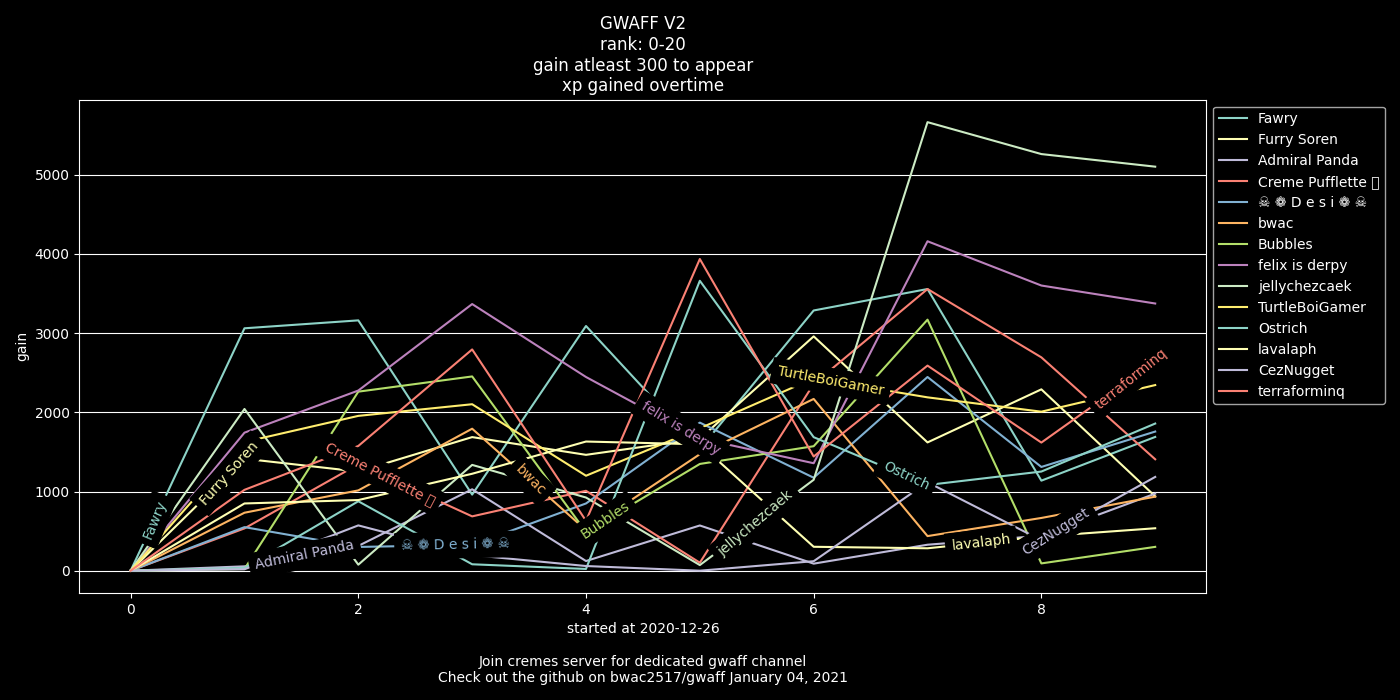 GWAFF V2
rank: 0-20
gain atleast 300 to appear
xp gained overtime
gain
5000
4000
3000
2000
1000
0
0
2
4
6
8
Fawry
Furry Soren
Admiral Panda
Creme Pufflette
☠ ❁ D e s i ❁ ☠
bwac
Bubbles
felix is derpy
jellychezcaek
TurtleBoiGamer
Ostrich
lavalaph
CezNugget
terraforminq
Fawry
Furry Soren
Admiral Panda
Creme Pufflette
☠ ❁ D e s i ❁ ☠
bwac
Bubbles
felix is derpy
jellychezcaek
TurtleBoiGamer
Ostrich
lavalaph
CezNugget
terraforminq
started at 2020-12-26
Join cremes server for dedicated gwaff channel
Check out the github on bwac2517/gwaff January 04, 2021